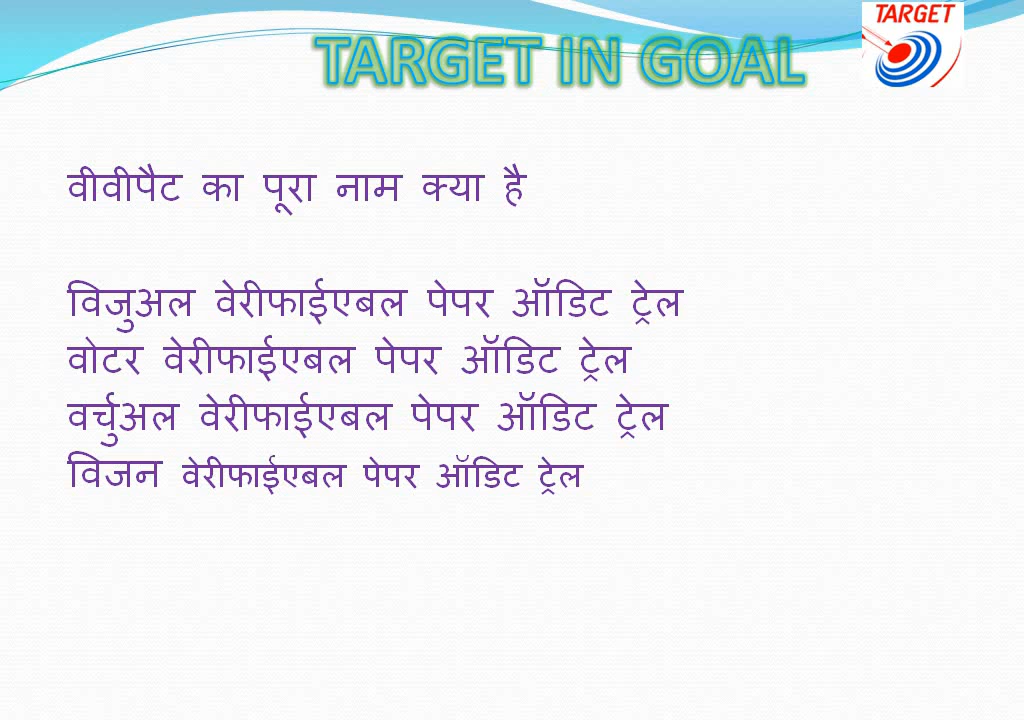 TARGET
TARGET IN GOAL
वीवीपैट का पूरा नाम क्या है
विजुअल वेरीफाईएबल पेपर ऑडिट ट्रेल
वोटर वेरीफाईएबल पेपर ऑडिट ट्रेल
वर्चुअल वेरीफाईएबल पेपर ऑडिट ट्रेल
विजन वेरीफाईएबल पेपर ऑडिट ट्रेल